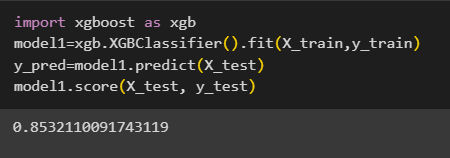 import xgboost as xgb
model1=xgb.XGBClassifier().fit(X_train,y_train)
y_pred=model1.predict(X_test)
model1.score(X_test, y_test)
0.8532110091743119